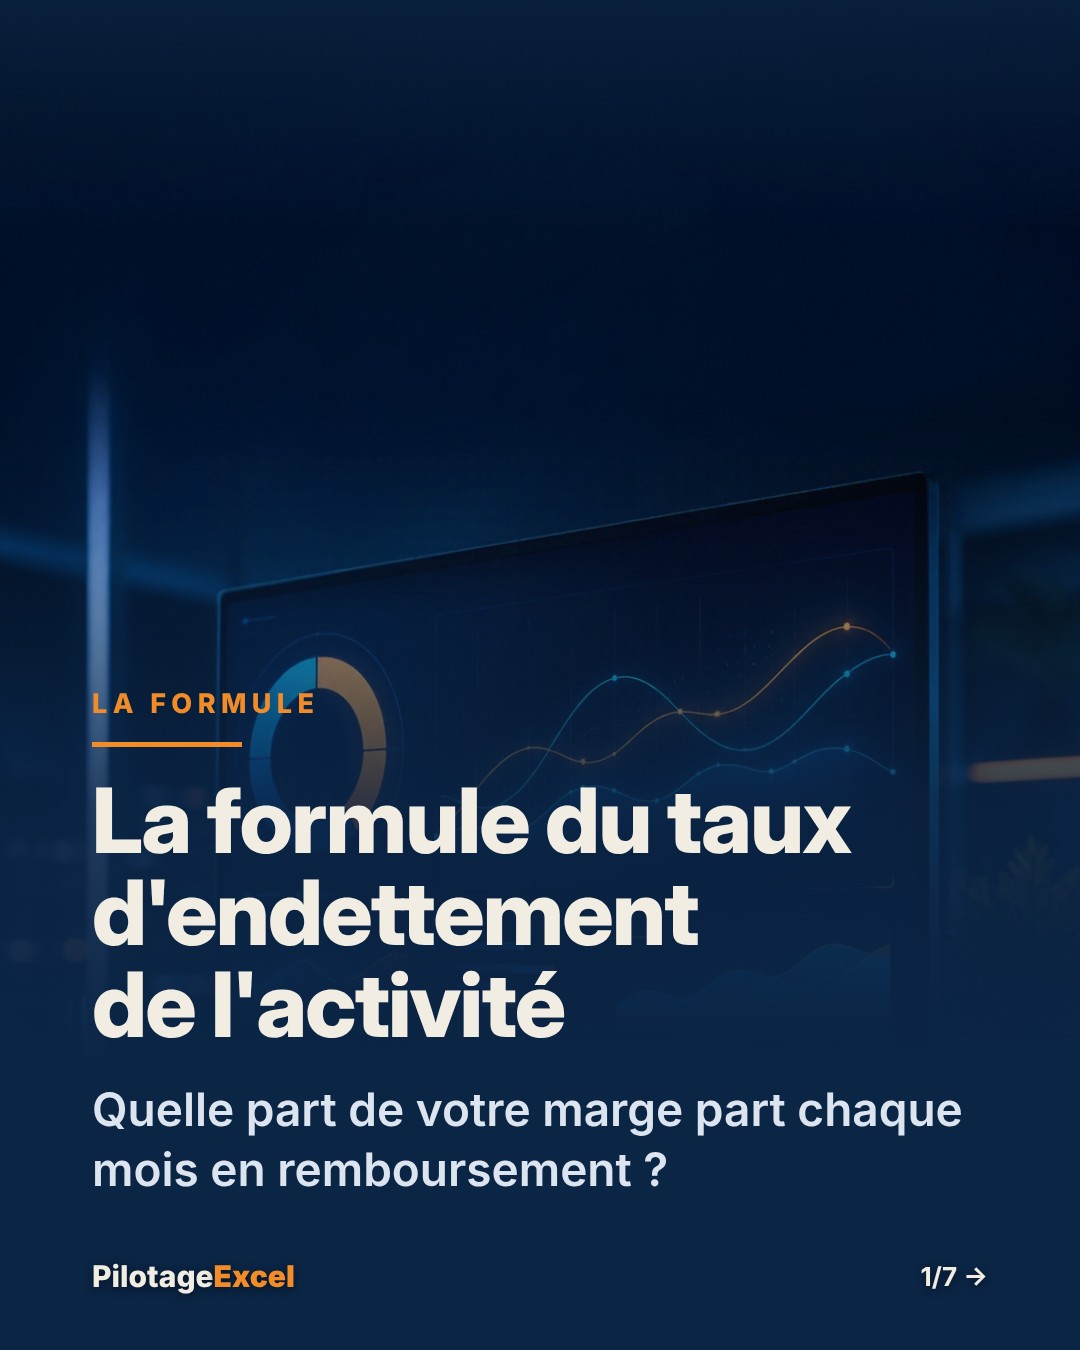 LA FORMULE
La formule du taux
d'endettement
de l'activité
Quelle part de votre marge part chaque
mois en remboursement ?
PilotageExcel
1/7 →